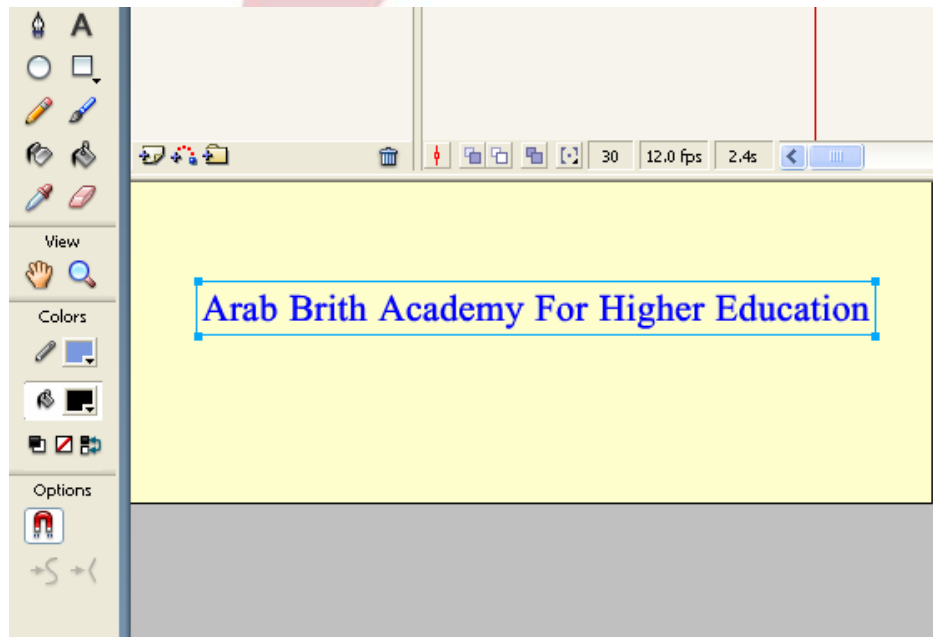 A
30 12.0 fps 2.4s
View
Arab Brith Academy For Higher Education
Colors
Options